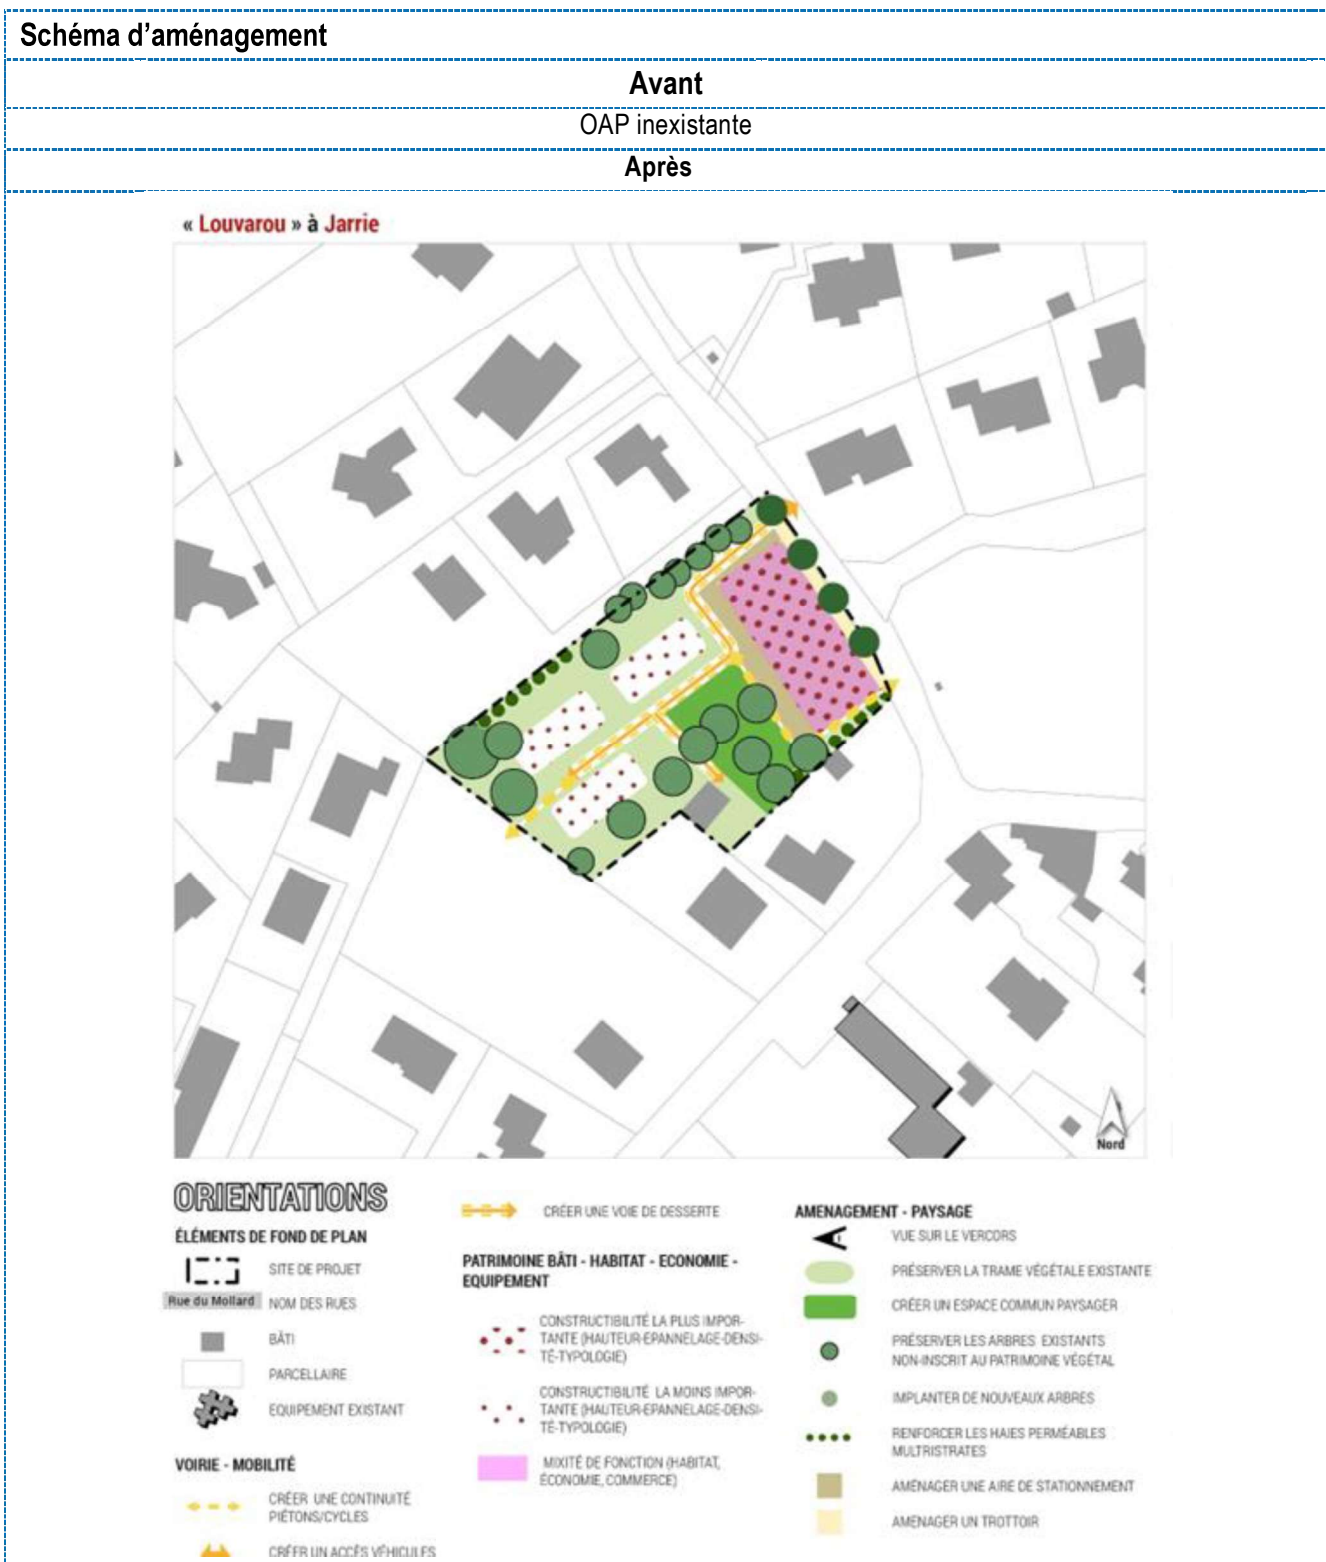 Schéma d'aménagement
Avant
OAP inexistante
Après
« Louvarou » à Jarrie
Nord
ORIENTATIONS
ÉLÉMENTS DE FOND DE PLAN
SITE DE PROJET
Rue du Mollard
NOM DES RUES
BÂTI
PARCELLAIRE
EQUIPEMENT EXISTANT
VOIRIE - MOBILITÉ
CRÉER UNE CONTINUITÉ
PIÉTONS/CYCLES
CRÉER UN ACCÈS VÉHICULES
CRÉER UNE VOIE DE DESSERTE
PATRIMOINE BÂTI - HABITAT - ECONOMIE -
EQUIPEMENT
CONSTRUCTIBILITÉ LA PLUS IMPOR-
TANTE (HAUTEUR-EPANNELAGE-DENSI-
TÉ-TYPOLOGIE)
CONSTRUCTIBILITÉ LA MOINS IMPOR-
TANTE (HAUTEUR-EPANNELAGE-DENSI-
TÉ-TYPOLOGIE)
MIXITÉ DE FONCTION (HABITAT,
ÉCONOMIE, COMMERCE)
AMENAGEMENT - PAYSAGE
VUE SUR LE VERCORS
PRÉSERVER LA TRAME VÉGÉTALE EXISTANTE
CRÉER UN ESPACE COMMUN PAYSAGER
PRÉSERVER LES ARBRES EXISTANTS
NON-INSCRIT AU PATRIMOINE VÉGÉTAL
IMPLANTER DE NOUVEAUX ARBRES
RENFORCER LES HAIES PERMÉABLES
MULTRISTRATES
AMÉNAGER UNE AIRE DE STATIONNEMENT
AMENAGER UN TROTTOIR